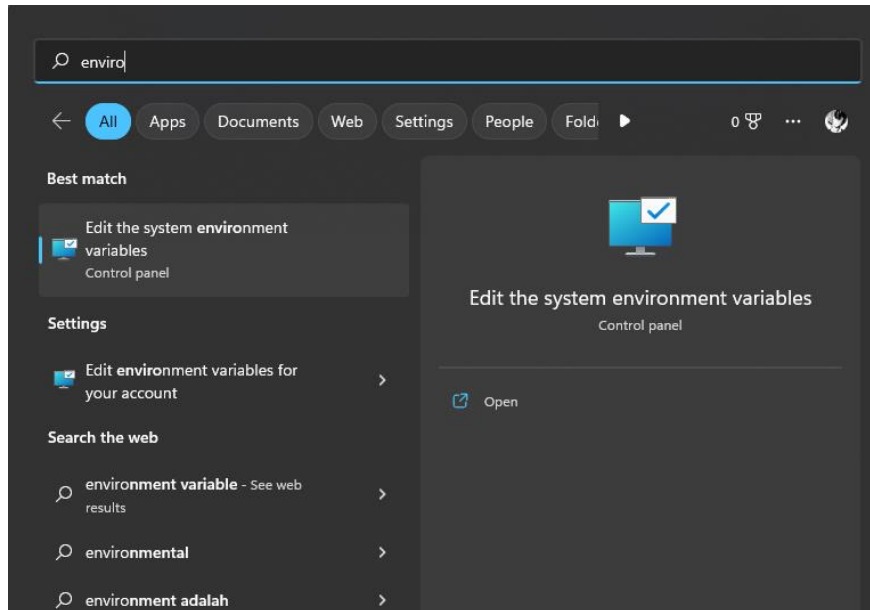 enviro
All Apps Documents Web Settings People Fold 0
Best match
Edit the system environment
variables
Control panel
Settings
Edit environment variables for
your account
Search the web
environment variable - See web
results
environmental
environment adalah
Edit the system environment variables
Control panel
Open